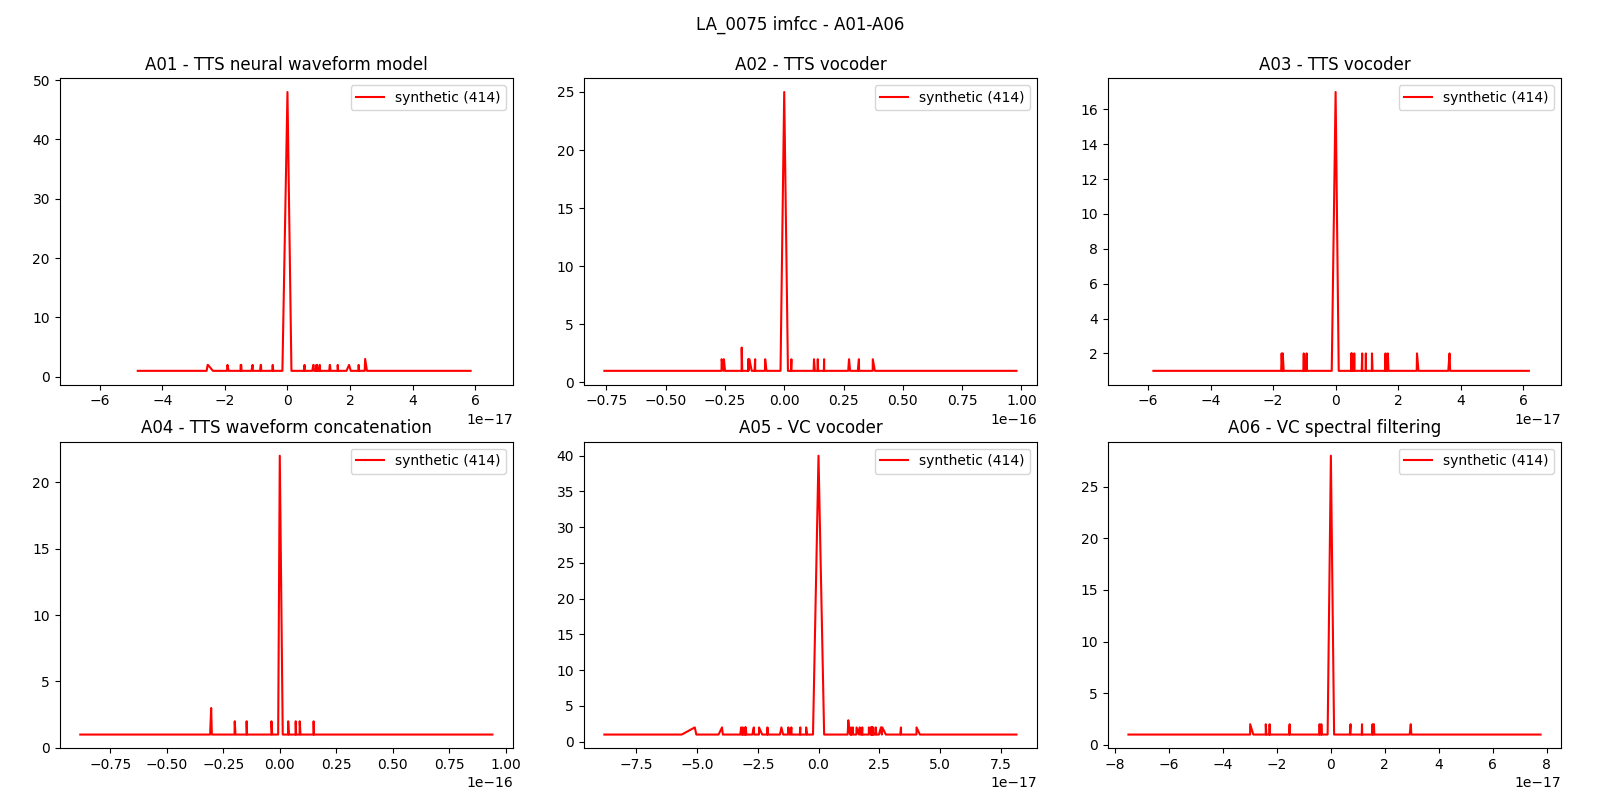 LA_0075 imfcc - A01-A06
A01 - TTS neural waveform model
synthetic (414)
50
40
30
20
10
0
−6 −4 −2 0 2 4 6
1e−17
A02 - TTS vocoder
synthetic (414)
25
20
15
10
5
0
−0.75 −0.50 −0.25 0.00 0.25 0.50 0.75 1.00
1e−16
A03 - TTS vocoder
synthetic (414)
16
14
12
10
8
6
4
2
−6 −4 −2 0 2 4 6
1e−17
A04 - TTS waveform concatenation
synthetic (414)
20
15
10
5
0
−0.75 −0.50 −0.25 0.00 0.25 0.50 0.75 1.00
1e−16
A05 - VC vocoder
synthetic (414)
40
35
30
25
20
15
10
5
0
−7.5 −5.0 −2.5 0.0 2.5 5.0 7.5
1e−17
A06 - VC spectral filtering
synthetic (414)
25
20
15
10
5
0
−8 −6 −4 −2 0 2 4 6 8
1e−17